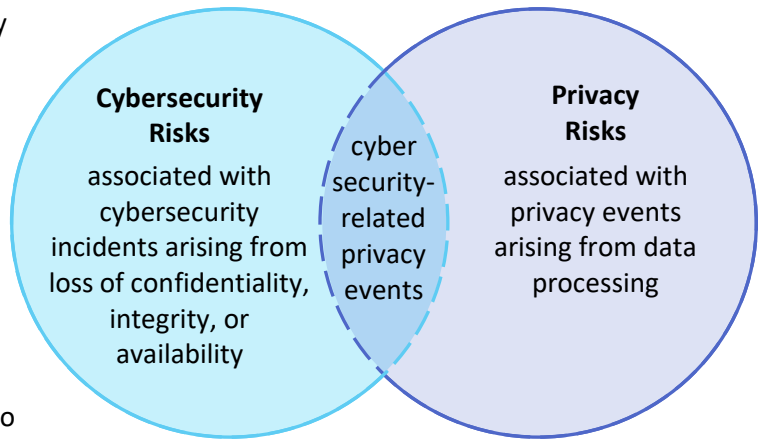 y
Cybersecurity
Risks
associated with
cybersecurity
incidents arising from
loss of confidentiality,
integrity, or
availability
cyber
security-
related
privacy
events
Privacy
Risks
associated with
privacy events
arising from data
processing
o